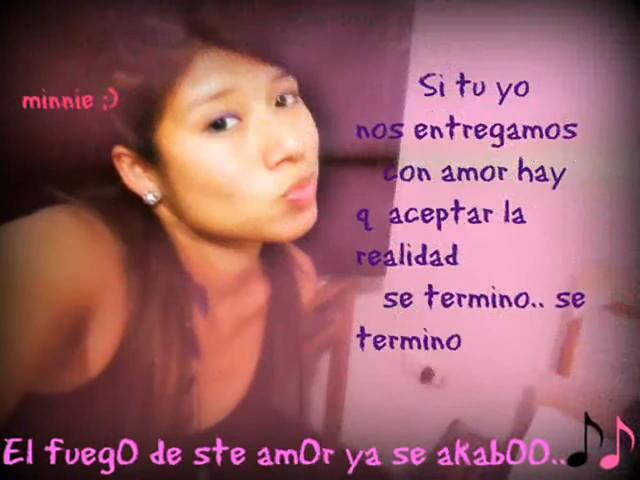 minnie ;)
Si tu yo
nos entregamos
con amor hay
q aceptar la
realidad
se termino.. se
termino
El fuegO de ste amOr ya se akabOO..